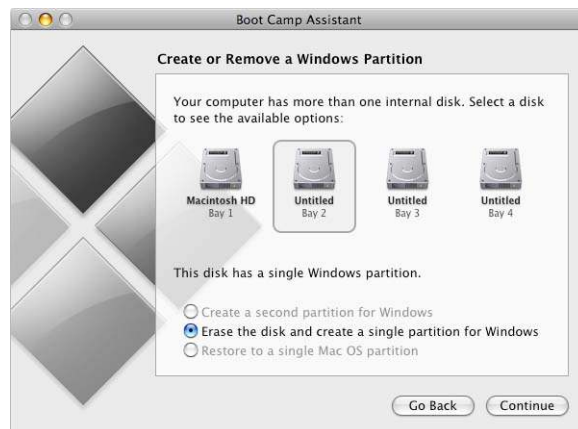 Boot Camp Assistant
Create or Remove a Windows Partition
Your computer has more than one internal disk. Select a disk
to see the available options:
Macintosh HD
Bay 1
Untitled
Bay 2
Untitled
Bay 3
Untitled
Bay 4
This disk has a single Windows partition.
Create a second partition for Windows
Erase the disk and create a single partition for Windows
Restore to a single Mac OS partition
Go Back
Continue